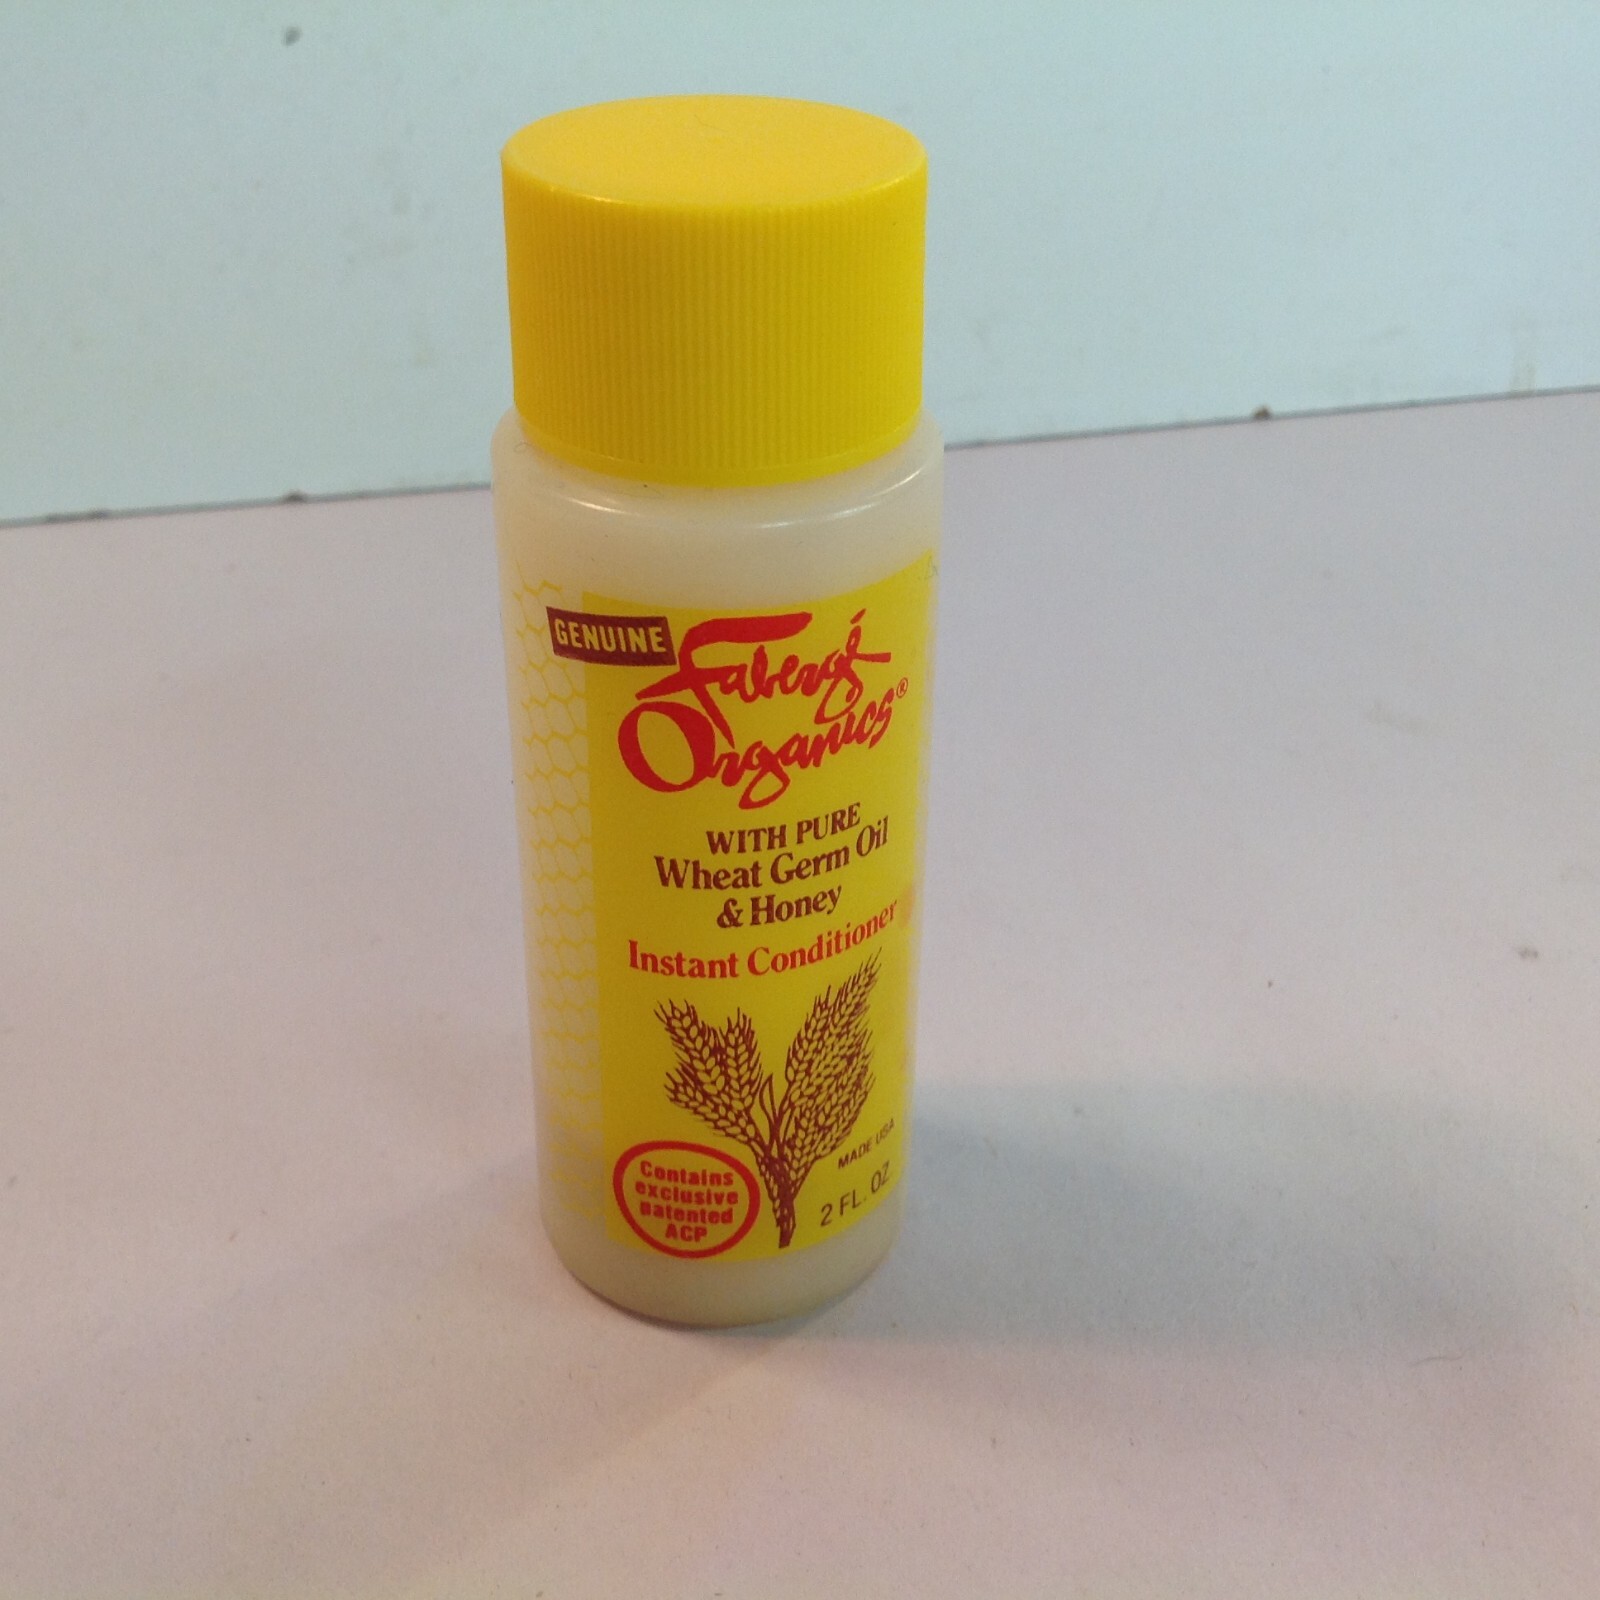 GENUINE
Fabergé
Organics®
WITH PURE
Wheat Germ Oil
& Honey
Instant Conditioner
MADE USA
2 FL. OZ.
Contains
exclusive
patented
ACP